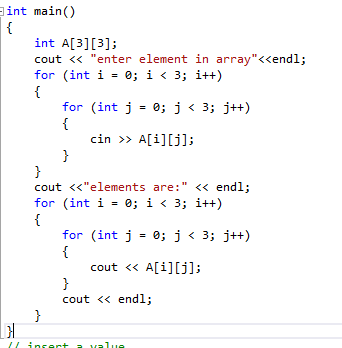 int main()
{
    int A[3][3];
    cout << "enter element in array"<<endl;
    for (int i = 0; i < 3; i++)
    {
        for (int j = 0; j < 3; j++)
        {
            cin >> A[i][j];
        }
    }
    cout <<"elements are:" << endl;
    for (int i = 0; i < 3; i++)
    {
        for (int j = 0; j < 3; j++)
        {
            cout << A[i][j];
        }
        cout << endl;
    }
}
// insert a value